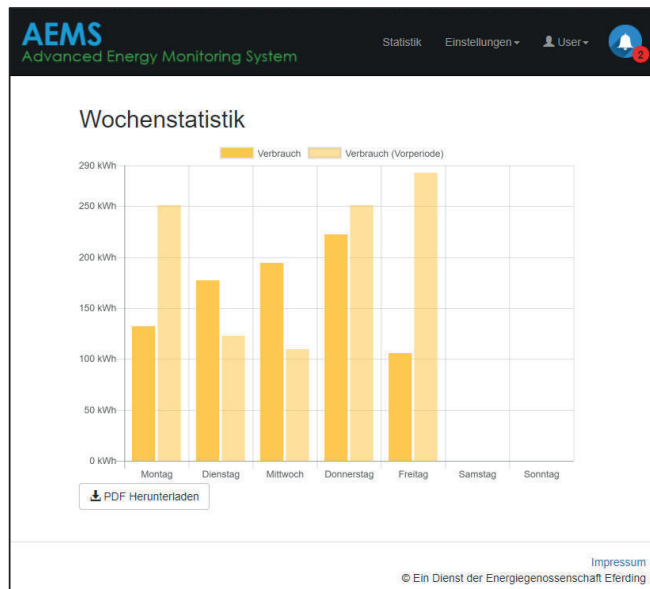 AEMS
Advanced Energy Monitoring System
Statistik Einstellungen User 2
Wochenstatistik
Verbrauch Verbrauch (Vorperiode)
290 kWh
250 kWh
200 kWh
150 kWh
100 kWh
50 kWh
0 kWh
Montag Dienstag Mittwoch Donnerstag Freitag Samstag Sonntag
PDF Herunterladen
Impressum
© Ein Dienst der Energiegenossenschaft Eferding